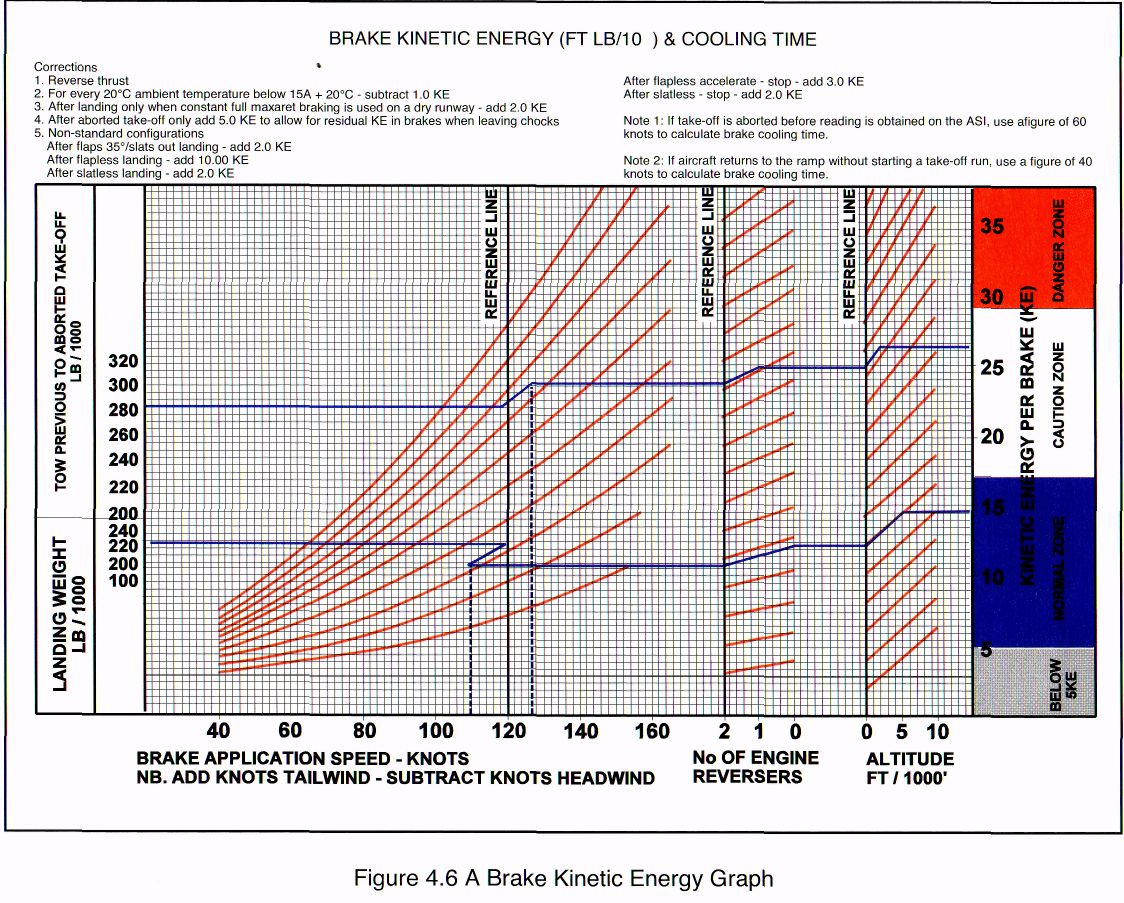 BRAKE KINETIC ENERGY (FT LB/10  ) & COOLING TIME
Corrections
1. Reverse thrust
2. For every 20°C ambient temperature below 15A + 20°C - subtract 1.0 KE
3. After landing only when constant full maxaret braking is used on a dry runway - add 2.0 KE
4. After aborted take-off only add 5.0 KE to allow for residual KE in brakes when leaving chocks
5. Non-standard configurations
After flaps 35°/slats out landing - add 2.0 KE
After flapless landing - add 10.00 KE
After slatless landing - add 2.0 KE
After flapless accelerate - stop - add 3.0 KE
After slatless - stop - add 2.0 KE
Note 1: If take-off is aborted before reading is obtained on the ASI, use afigure of 60
knots to calculate brake cooling time.
Note 2: If aircraft returns to the ramp without starting a take-off run, use a figure of 40
knots to calculate brake cooling time.
TOW PREVIOUS TO ABORTED TAKE-OFF
LB / 1000
LANDING WEIGHT
LB / 1000
320
300
280
260
240
220
200
240
220
200
100
REFERENCE LINE
REFERENCE LINE
REFERENCE LINE
35
30
25
20
15
10
5
KINETIC ENERGY PER BRAKE (KE)
DANGER ZONE
CAUTION ZONE
NORMAL ZONE
BELOW
5KE
40 60 80 100 120 140 160 2 1 0 0 5 10
BRAKE APPLICATION SPEED - KNOTS
NB. ADD KNOTS TAILWIND - SUBTRACT KNOTS HEADWIND
No OF ENGINE
REVERSERS
ALTITUDE
FT / 1000'
Figure 4.6 A Brake Kinetic Energy Graph